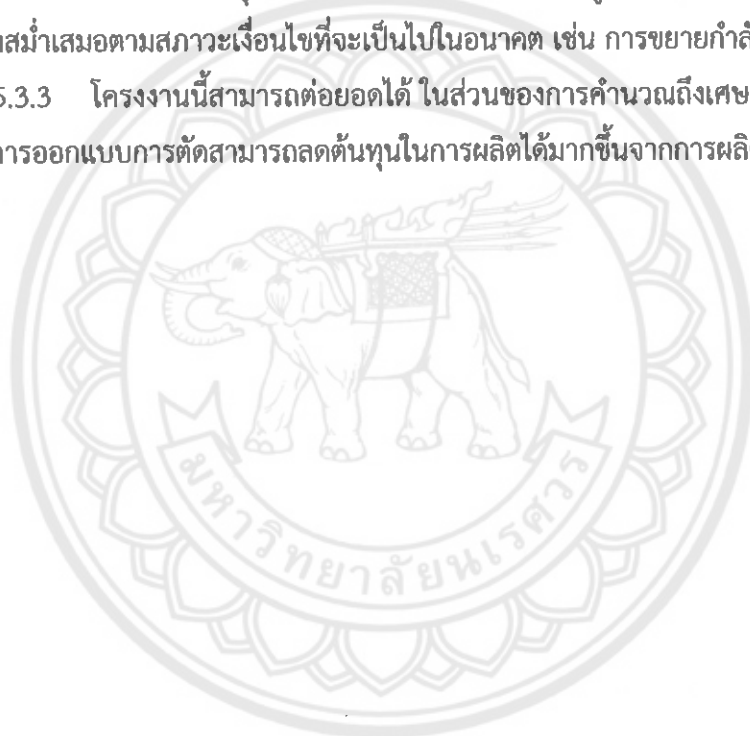 สม่ำเสมอตามสภาวะเงื่อนไขที่จะเป็นไปในอนาคต เช่น การขยายกำลั
5.3.3 โครงงานนี้สามารถต่อยอดได้ ในส่วนของการคำนวณถึงเศษ
การออกแบบการตัดสามารถลดต้นทุนในการผลิตได้มากขึ้นจากการผลิ
มหาวิทยาลัยนเรศวร